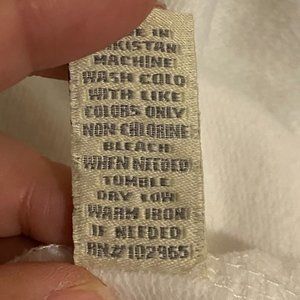 IN
MACHINE
WASH COLD
WITH LIKE
COLORS ONLY
NON-CHLORINE
BLEACH
WHEN NEEDED
TUMBLE
DRY LOW
WARM IRON
IF NEEDED
RN#102965